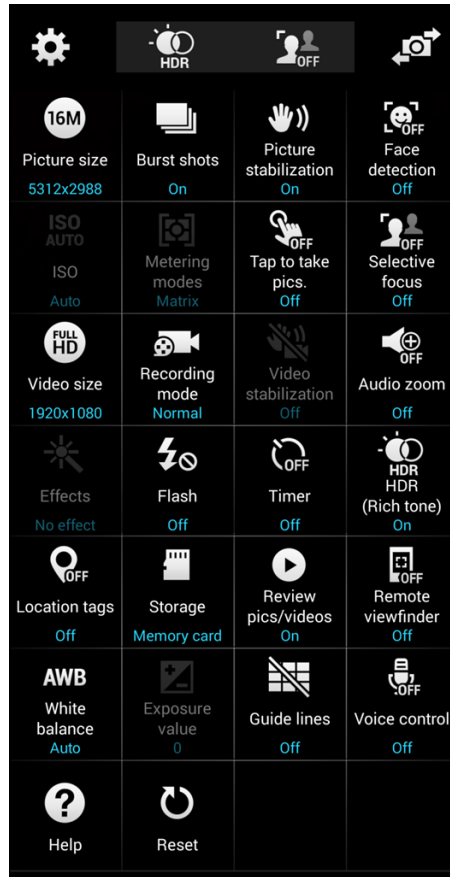 HDR
OFF
16M
OFF
Picture size
Burst shots
Picture
stabilization
Face
detection
5312x2988
On
On
Off
ISO
AUTO
OFF
OFF
ISO
Metering
modes
Tap to take
pics.
Selective
focus
Auto
Matrix
Off
Off
FULL
HD
OFF
Video size
Recording
mode
Video
stabilization
Audio zoom
1920x1080
Normal
Off
Off
OFF
HDR
Effects
Flash
Timer
HDR
(Rich tone)
No effect
Off
Off
On
OFF
OFF
Location tags
Storage
Review
pics/videos
Remote
viewfinder
Off
Memory card
On
Off
AWB
OFF
White
balance
Exposure
value
Guide lines
Voice control
Auto
0
Off
Off
?
Help
Reset